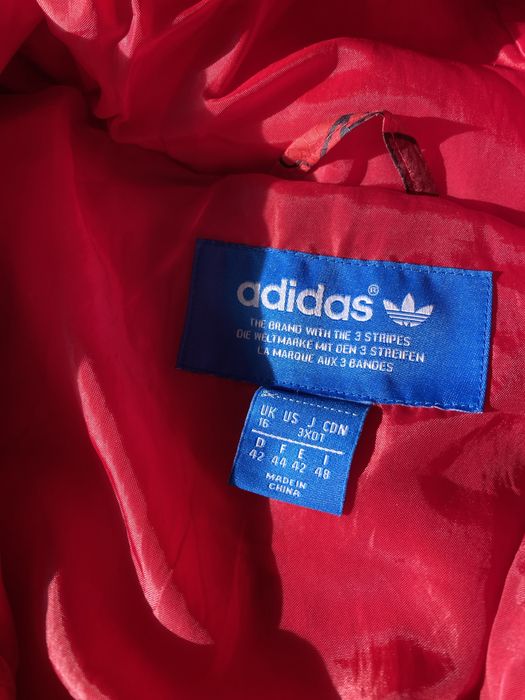 adidas®
THE BRAND WITH THE 3 STRIPES
DIE WELTMARKE MIT DEN 3 STREIFEN
LA MARQUE AUX 3 BANDES
UK US J CDN
16 3XOT
D F E I
42 44 42 48
MADE IN
CHINA